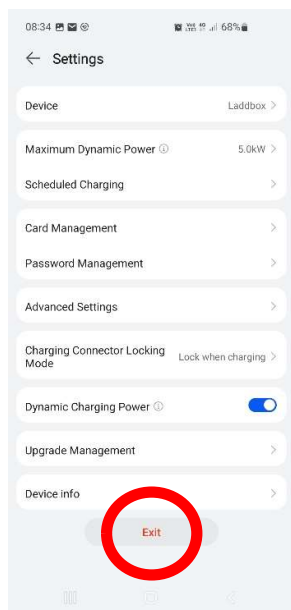 08:34
68%
Settings
Device Laddbox
Maximum Dynamic Power 5.0kW
Scheduled Charging
Card Management
Password Management
Advanced Settings
Charging Connector Locking
Mode
Lock when charging
Dynamic Charging Power
Upgrade Management
Device info
Exit